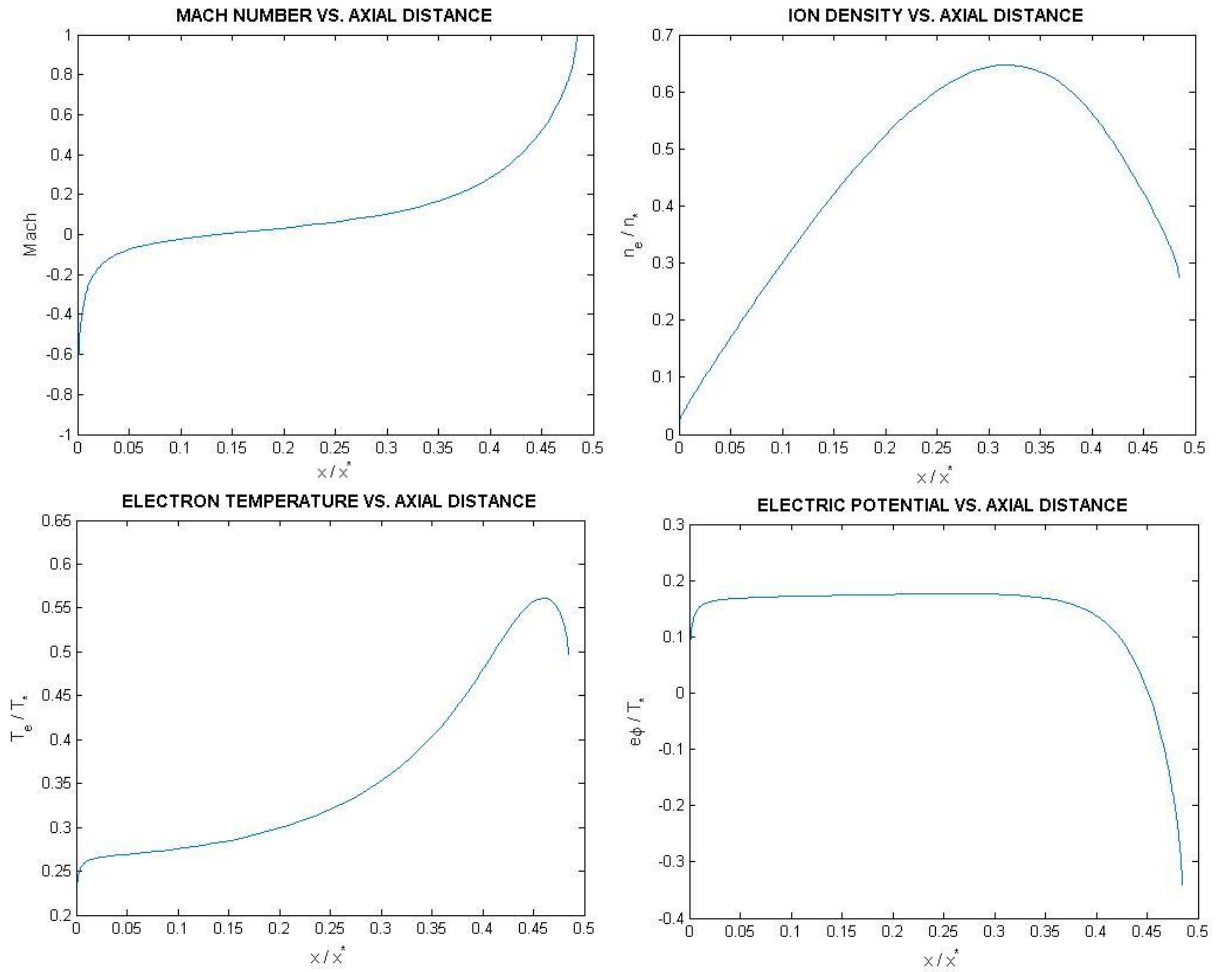 MACH NUMBER VS. AXIAL DISTANCE
1
0.8
0.6
0.4
0.2
0
-0.2
-0.4
-0.6
-0.8
-1
Mach
0 0.05 0.1 0.15 0.2 0.25 0.3 0.35 0.4 0.45 0.5
x / x*
ION DENSITY VS. AXIAL DISTANCE
0.7
0.6
0.5
0.4
0.3
0.2
0.1
0
n_e / n_*
0 0.05 0.1 0.15 0.2 0.25 0.3 0.35 0.4 0.45 0.5
x / x*
ELECTRON TEMPERATURE VS. AXIAL DISTANCE
0.65
0.6
0.55
0.5
0.45
0.4
0.35
0.3
0.25
0.2
T_e / T_*
0 0.05 0.1 0.15 0.2 0.25 0.3 0.35 0.4 0.45 0.5
x / x*
ELECTRIC POTENTIAL VS. AXIAL DISTANCE
0.3
0.2
0.1
0
-0.1
-0.2
-0.3
-0.4
eϕ / T_*
0 0.05 0.1 0.15 0.2 0.25 0.3 0.35 0.4 0.45 0.5
x / x*